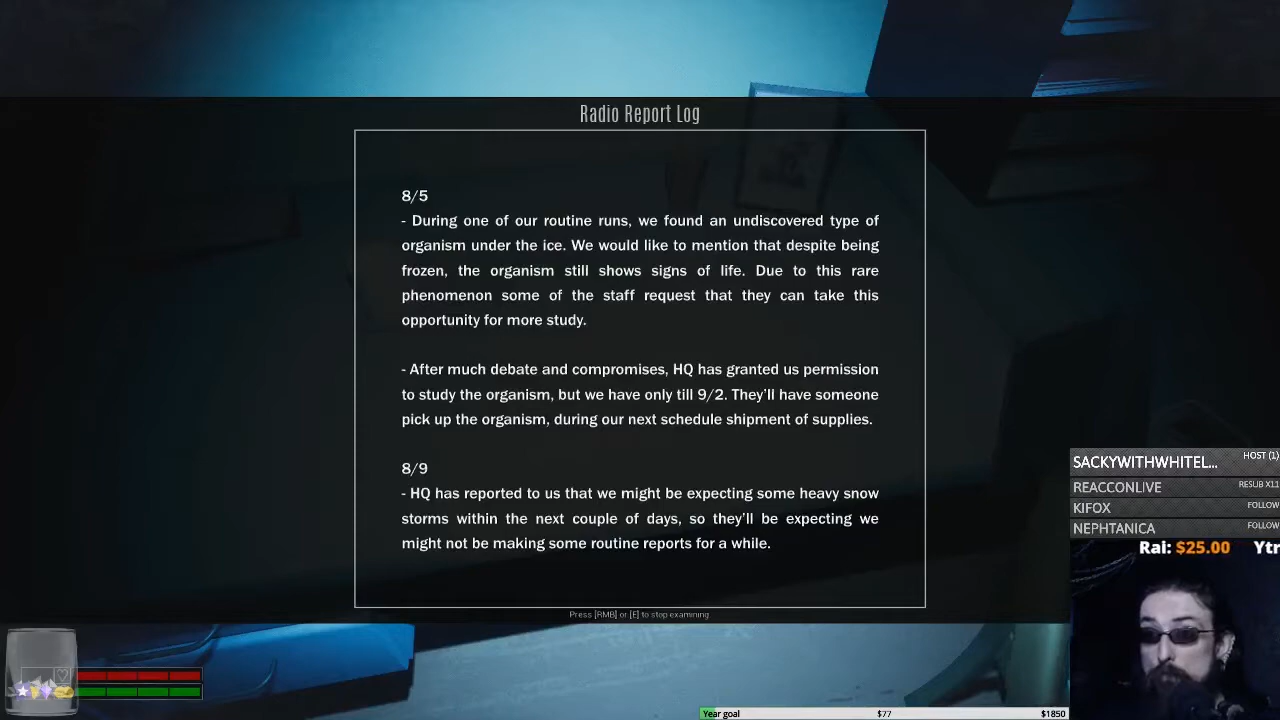 Radio Report Log
8/5
- During one of our routine runs, we found an undiscovered type of
organism under the ice. We would like to mention that despite being
frozen, the organism still shows signs of life. Due to this rare
phenomenon some of the staff request that they can take this
opportunity for more study.
- After much debate and compromises, HQ has granted us permission
to study the organism, but we have only till 9/2. They'll have someone
pick up the organism, during our next schedule shipment of supplies.
8/9
- HQ has reported to us that we might be expecting some heavy snow
storms within the next couple of days, so they'll be expecting we
might not be making some routine reports for a while.
Press [RMB] or [E] to stop examining
SACKYWITHWHITEL... HOST (1)
REACCONLIVE RESUB X11
KIFOX FOLLOW
NEPHTANICA FOLLOW
Rai: $25.00 Ytr
Year goal $77 $1850